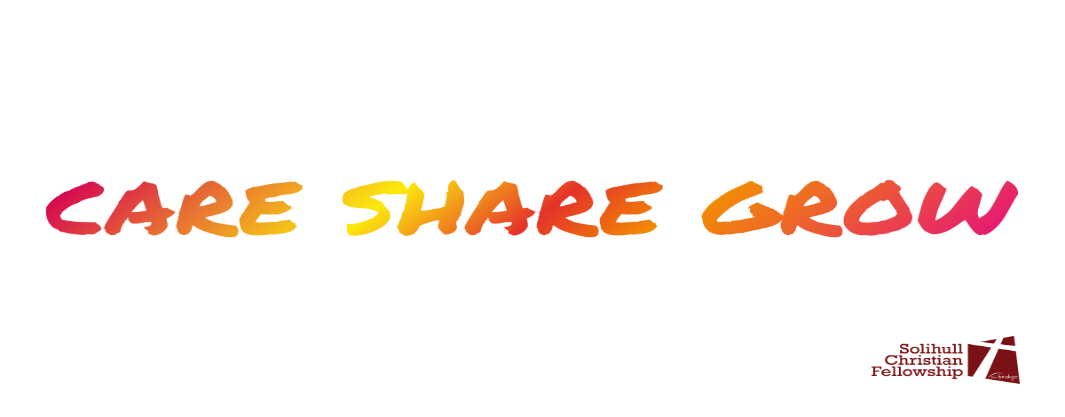 CARE SHARE GROW
Solihull
Christian
Fellowship